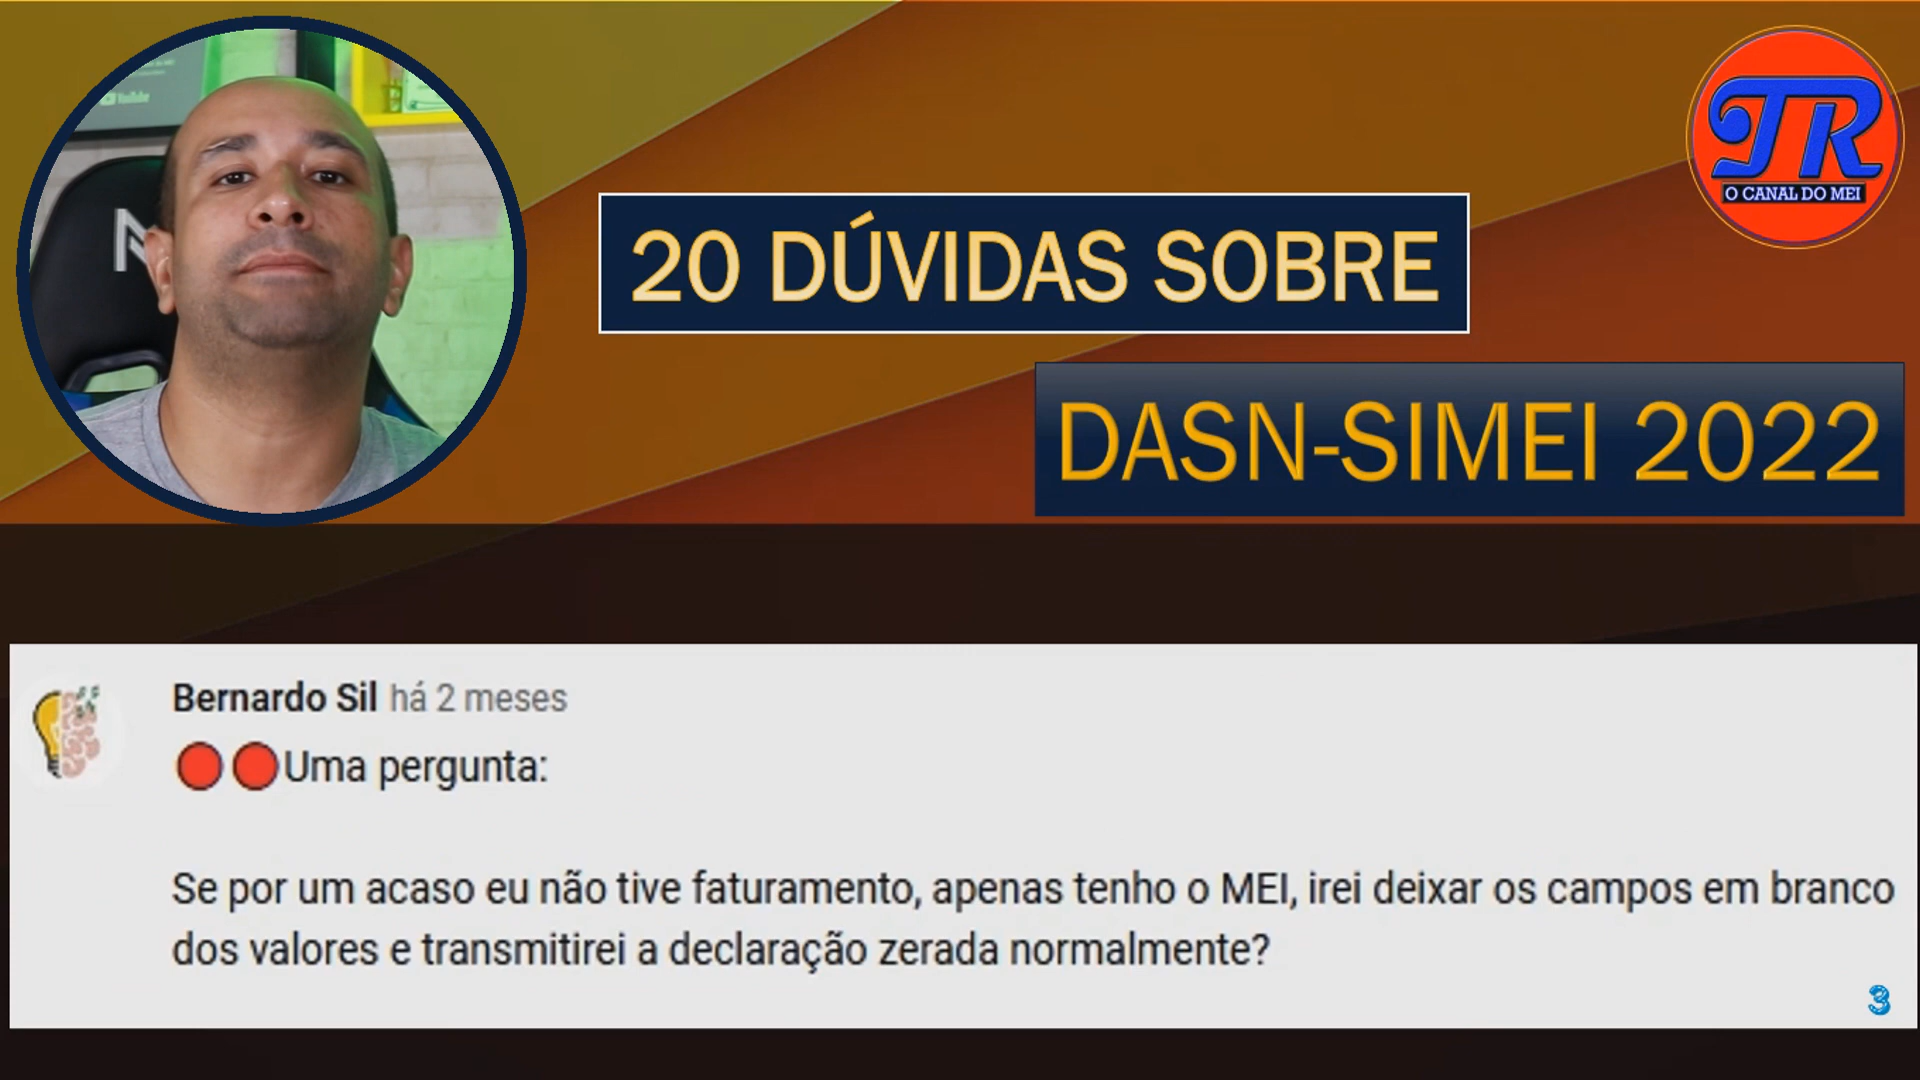 YouTube
TR
O CANAL DO MEI
20 DÚVIDAS SOBRE
DASN-SIMEI 2022
Bernardo Sil há 2 meses
🔴🔴Uma pergunta:
Se por um acaso eu não tive faturamento, apenas tenho o MEI, irei deixar os campos em branco
dos valores e transmitirei a declaração zerada normalmente?
3